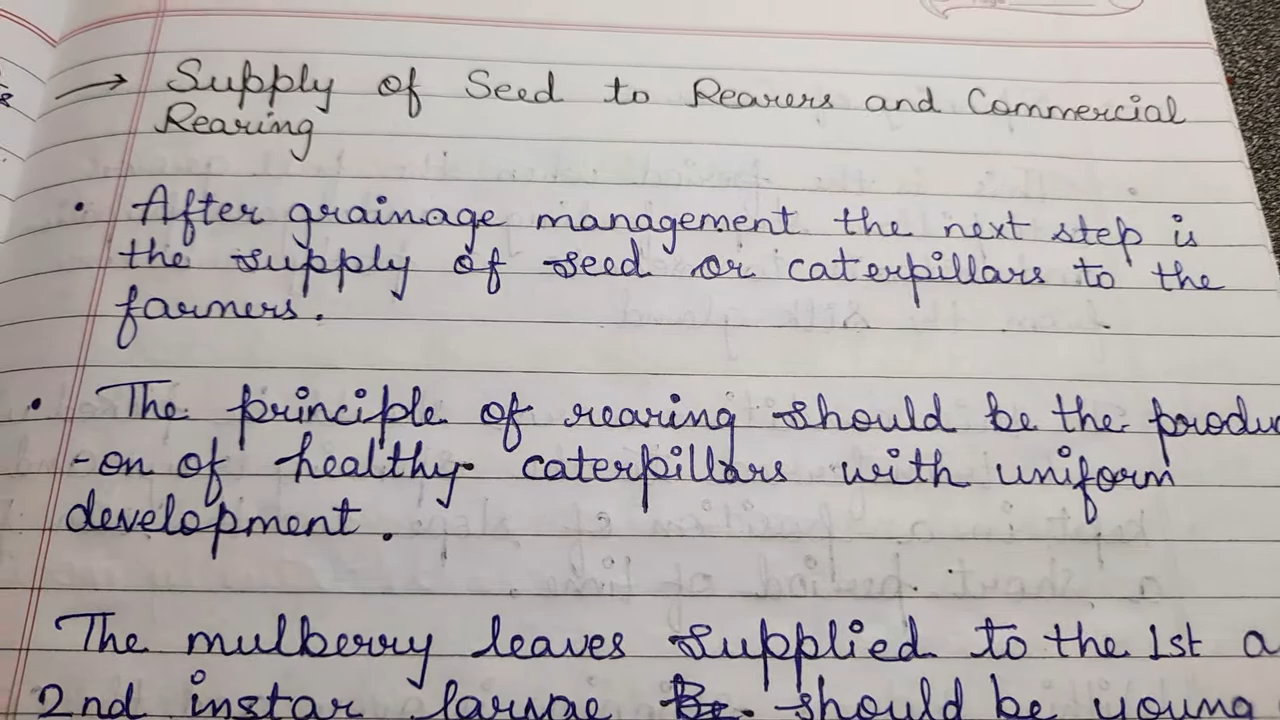 → Supply of Seed to Rearers and Commercial
Rearing
• After grainage management the next step is
the supply of seed or caterpillars to the
farmers.
• The principle of rearing should be the produ
-on of healthy caterpillars with uniform
development.
The mulberry leaves supplied to the 1st a
2nd instar larvae should be young